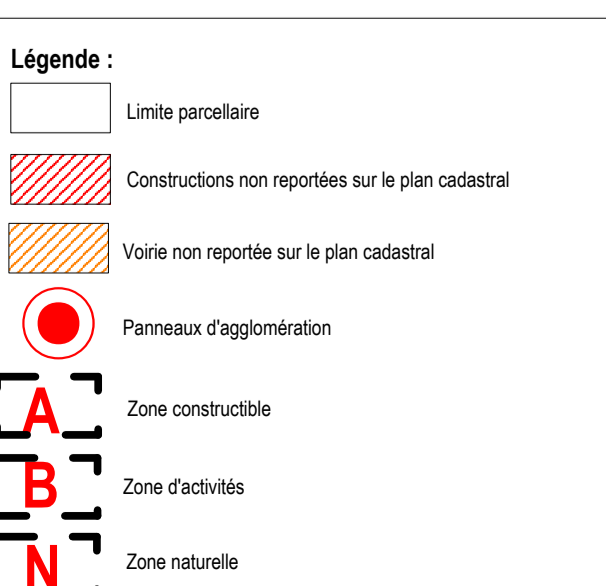 Légende :
Limite parcellaire
Constructions non reportées sur le plan cadastral
Voirie non reportée sur le plan cadastral
Panneaux d'agglomération
A Zone constructible
B Zone d'activités
N Zone naturelle